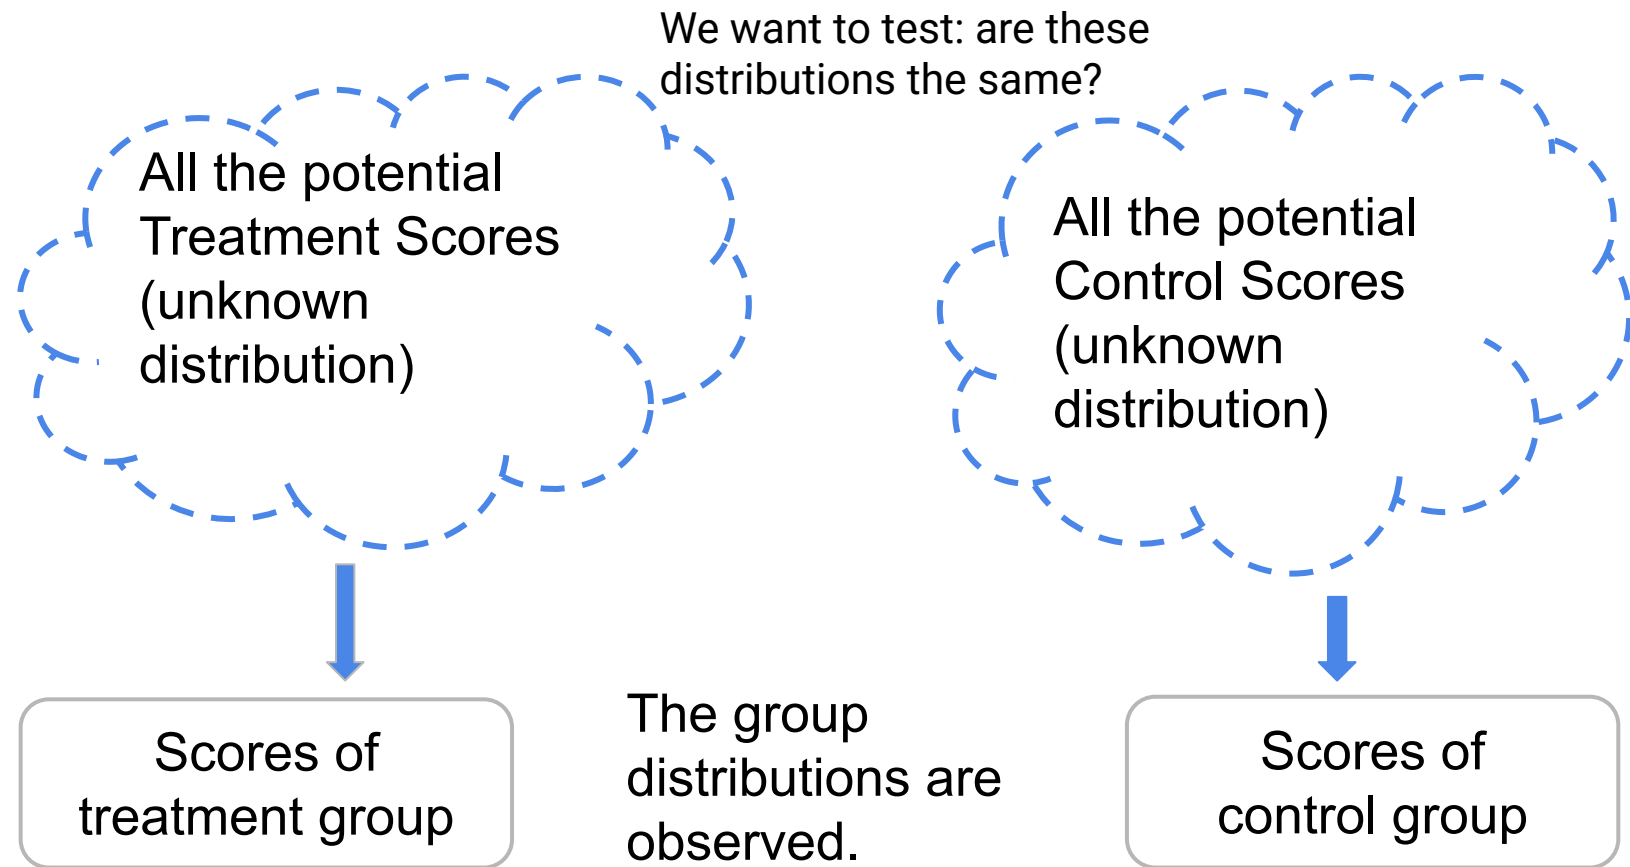 We want to test: are these
distributions the same?
All the potential
Treatment Scores
(unknown
distribution)
All the potential
Control Scores
(unknown
distribution)
Scores of
treatment group
The group
distributions are
observed.
Scores of
control group